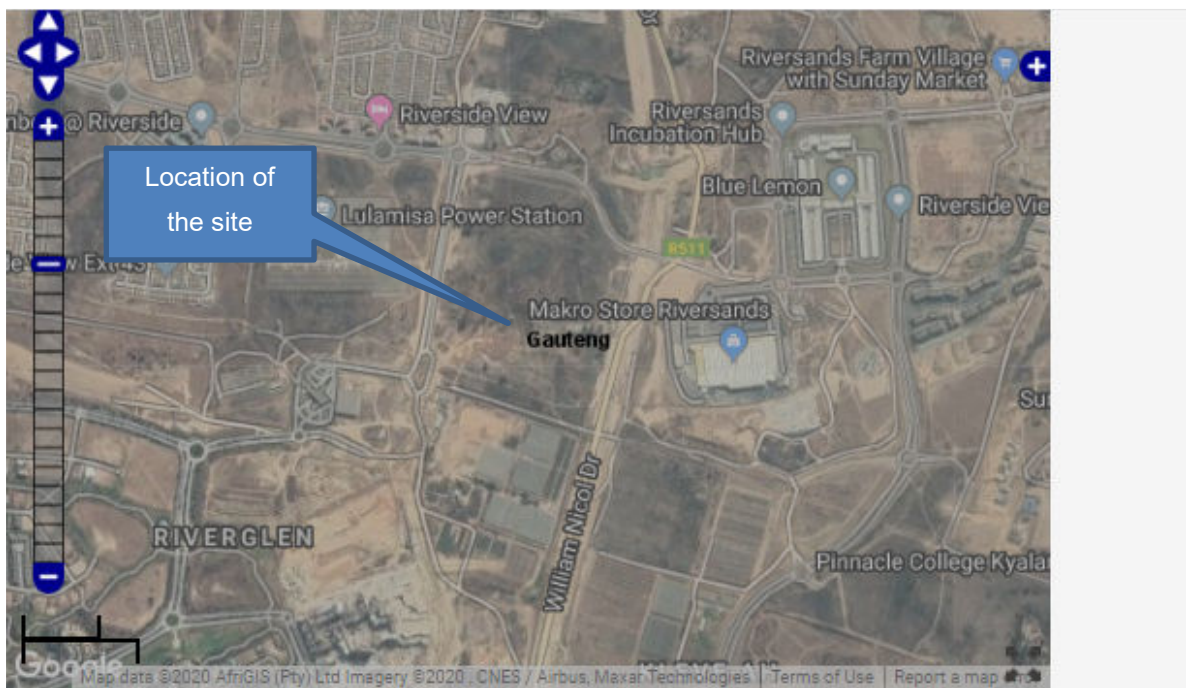 Riversands Farm Village
with Sunday Market
@ Riverside
Riverside View
Riversands
Incubation Hub
Location of
the site
Blue Lemon
Riverside
Lulamisa Power Station
R511
Makro Store Riversands
Gauteng
William Nicol Dr
RIVERGLEN
Pinnacle College
Google
Map data ©2020 AfriGIS (Pty) Ltd Imagery ©2020 . CNES / Airbus, Maxar Technologies
Terms of Use
Report a map